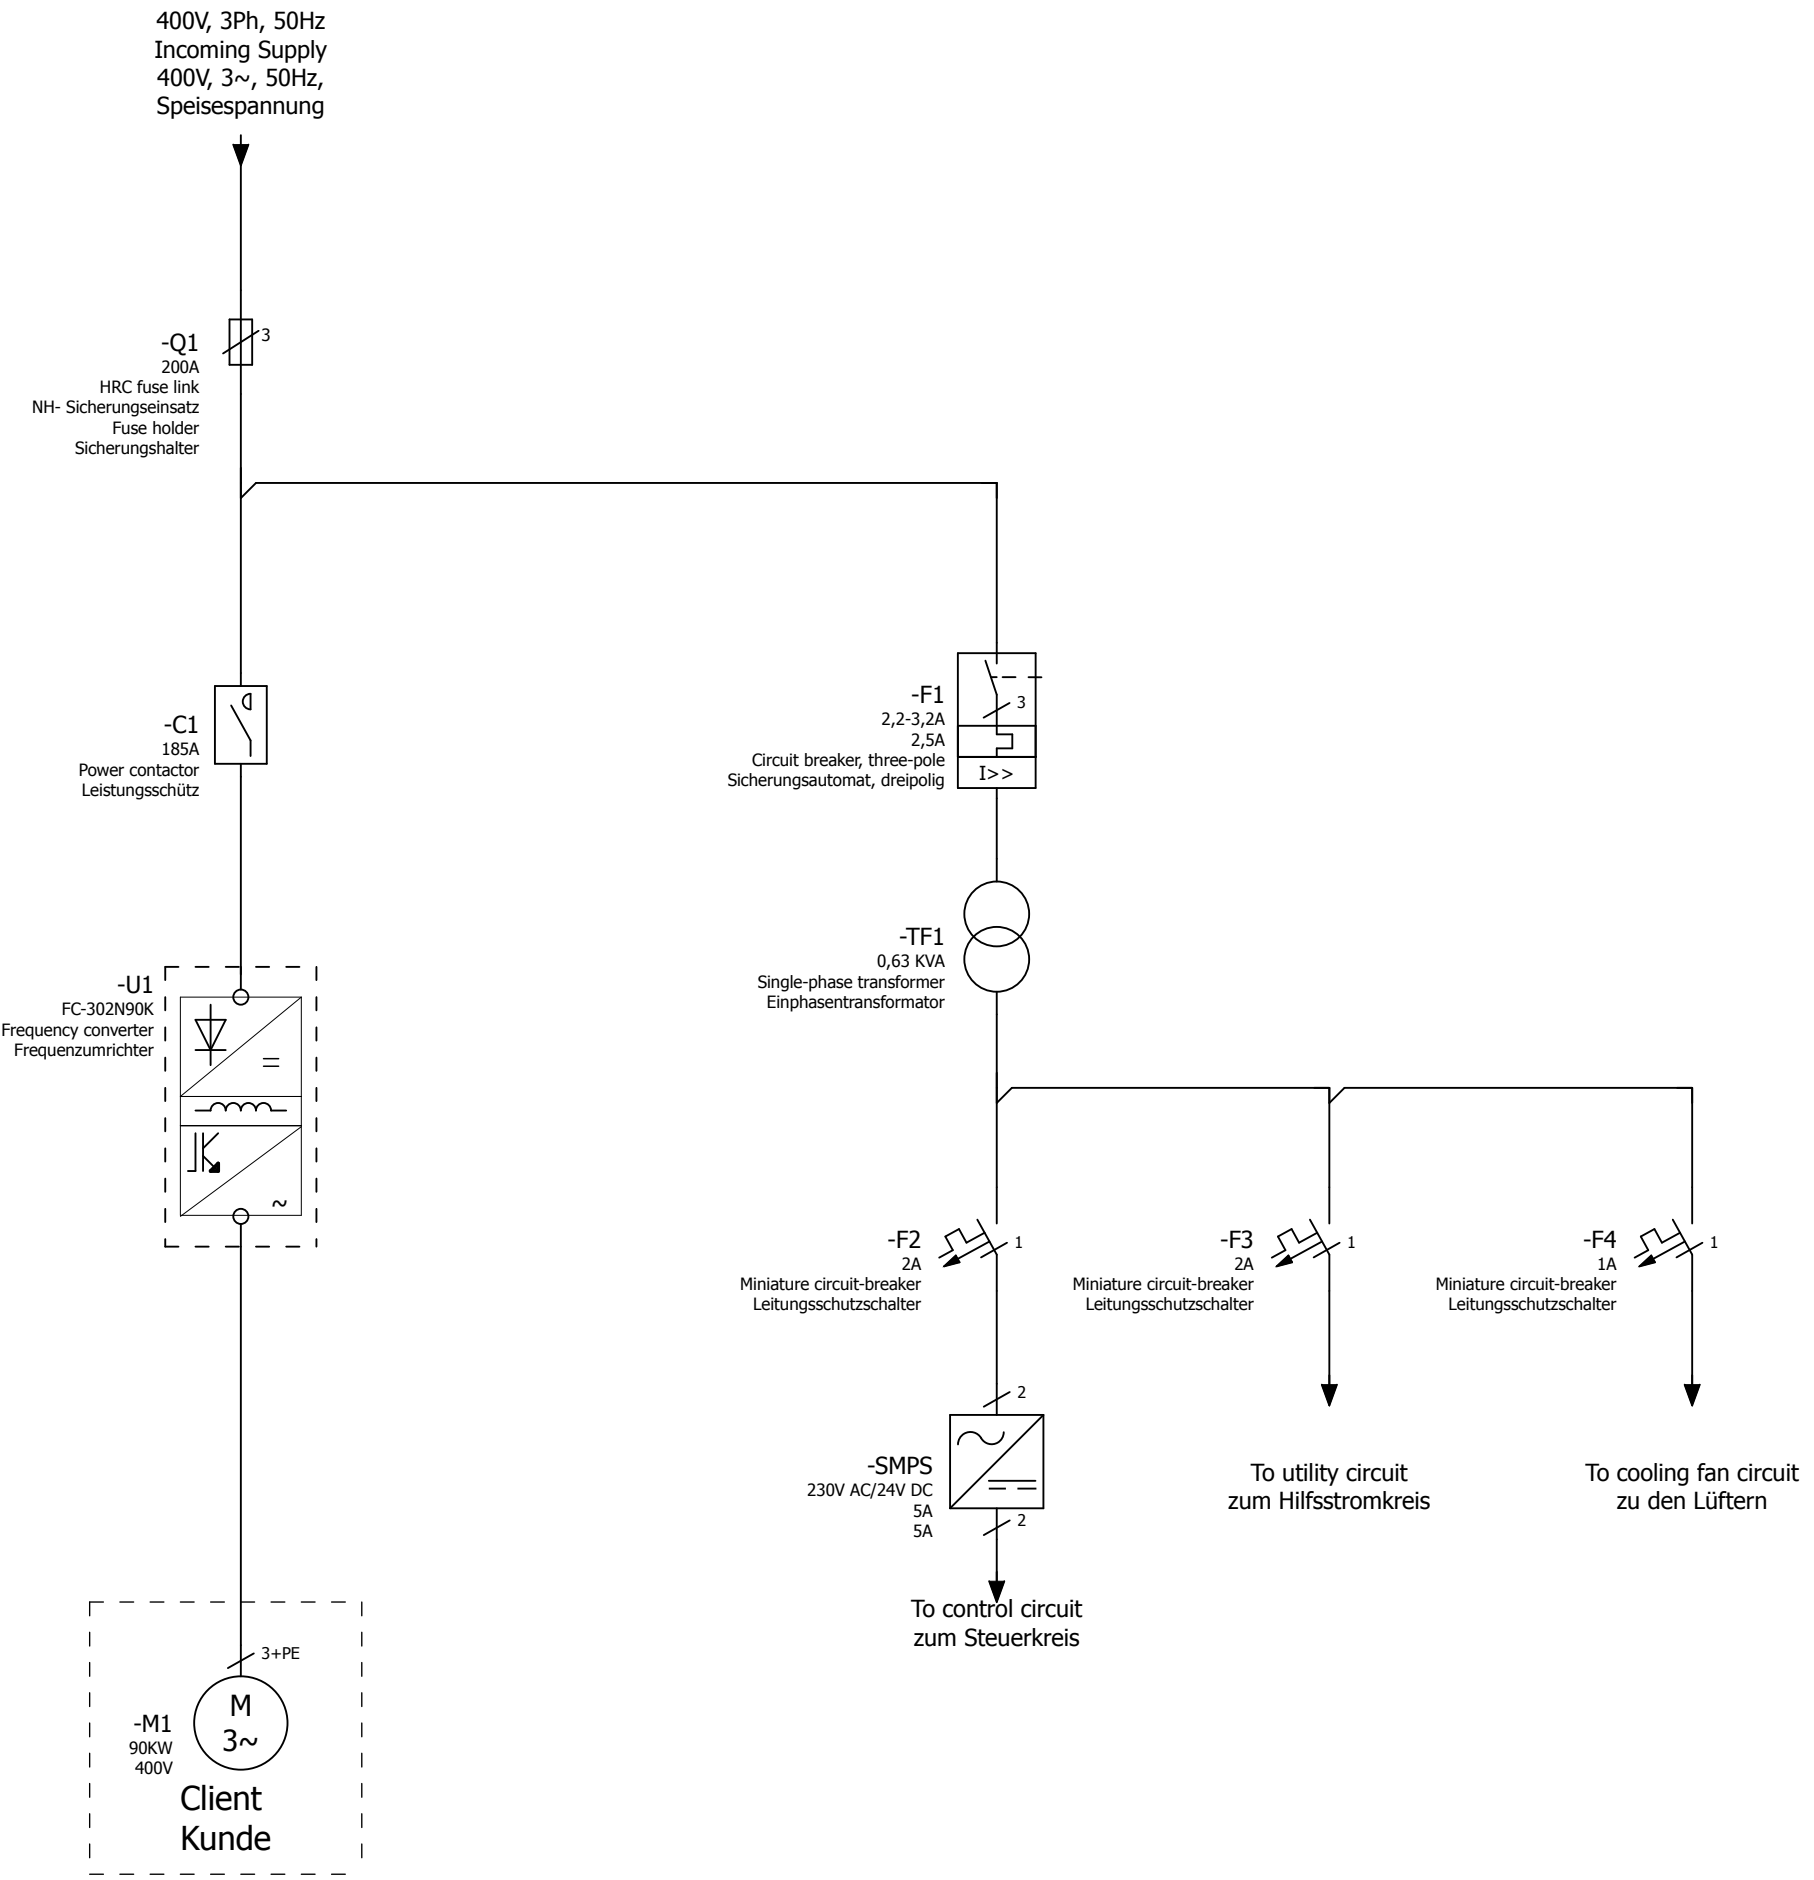 400V, 3Ph, 50Hz
Incoming Supply
400V, 3~, 50Hz,
Speisespannung
-Q1
200A
HRC fuse link
NH- Sicherungseinsatz
Fuse holder
Sicherungshalter
3
-C1
185A
Power contactor
Leistungsschütz
-F1
2,2-3,2A
2,5A
Circuit breaker, three-pole
Sicherungsautomat, dreipolig
3
I>>
-TF1
0,63 KVA
Single-phase transformer
Einphasentransformator
-U1
FC-302N90K
Frequency converter
Frequenzumrichter
=
~
-F2
2A
Miniature circuit-breaker
Leitungsschutzschalter
1
-F3
2A
Miniature circuit-breaker
Leitungsschutzschalter
1
-F4
1A
Miniature circuit-breaker
Leitungsschutzschalter
1
2
-SMPS
230V AC/24V DC
5A
5A
2
To control circuit
zum Steuerkreis
To utility circuit
zum Hilfsstromkreis
To cooling fan circuit
zu den Lüftern
3+PE
M
3~
-M1
90KW
400V
Client
Kunde